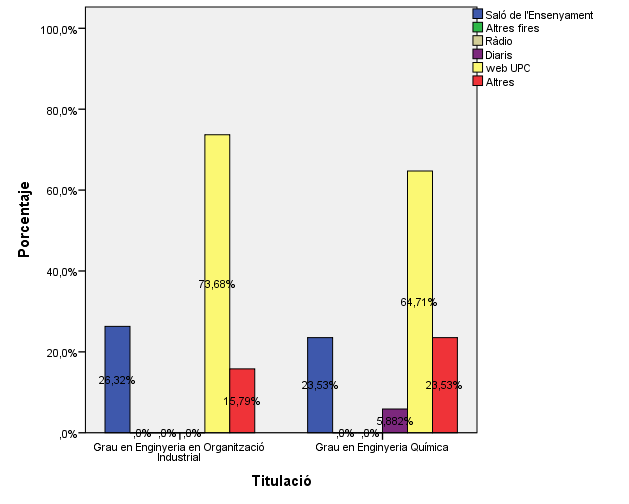 Saló de l'Ensenyament
Altres fires
Ràdio
Diaris
web UPC
Altres
Porcentaje
100,0%
80,0%
60,0%
40,0%
20,0%
,0%
26,32%
,0%
,0%
,0%
73,68%
15,79%
23,53%
,0%
,0%
5,882%
64,71%
23,53%
Grau en Enginyeria en Organització
Industrial
Grau en Enginyeria Química
Titulació